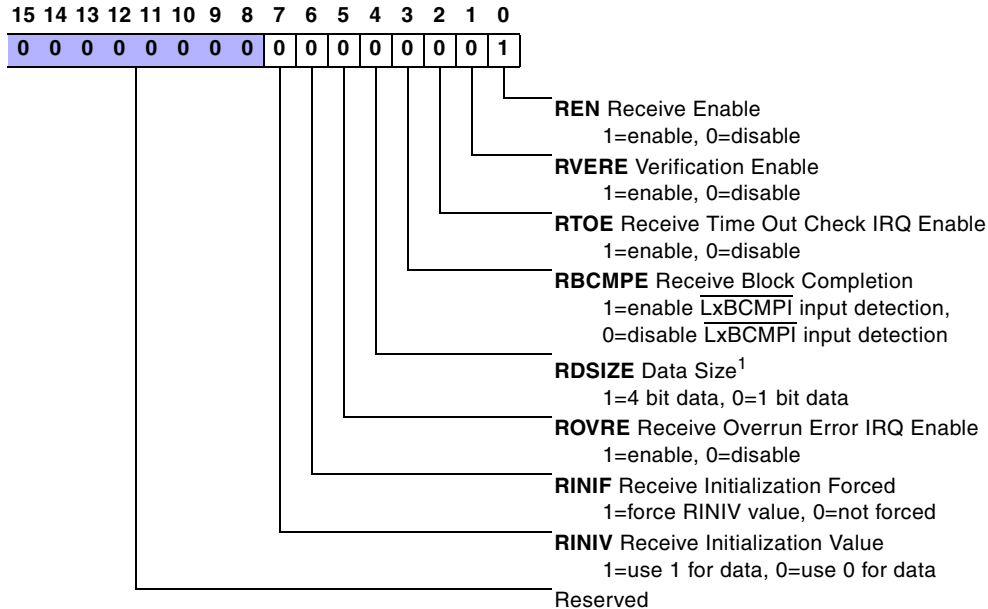 15 14 13 12 11 10 9 8 7 6 5 4 3 2 1 0
0 0 0 0 0 0 0 0 0 0 0 0 0 0 0 1
REN Receive Enable
1=enable, 0=disable
RVERE Verification Enable
1=enable, 0=disable
RTOE Receive Time Out Check IRQ Enable
1=enable, 0=disable
RBCMPE Receive Block Completion
1=enable LxBCMPI input detection,
0=disable LxBCMPI input detection
RDSIZE Data Size1
1=4 bit data, 0=1 bit data
ROVRE Receive Overrun Error IRQ Enable
1=enable, 0=disable
RINIF Receive Initialization Forced
1=force RINIV value, 0=not forced
RINIV Receive Initialization Value
1=use 1 for data, 0=use 0 for data
Reserved